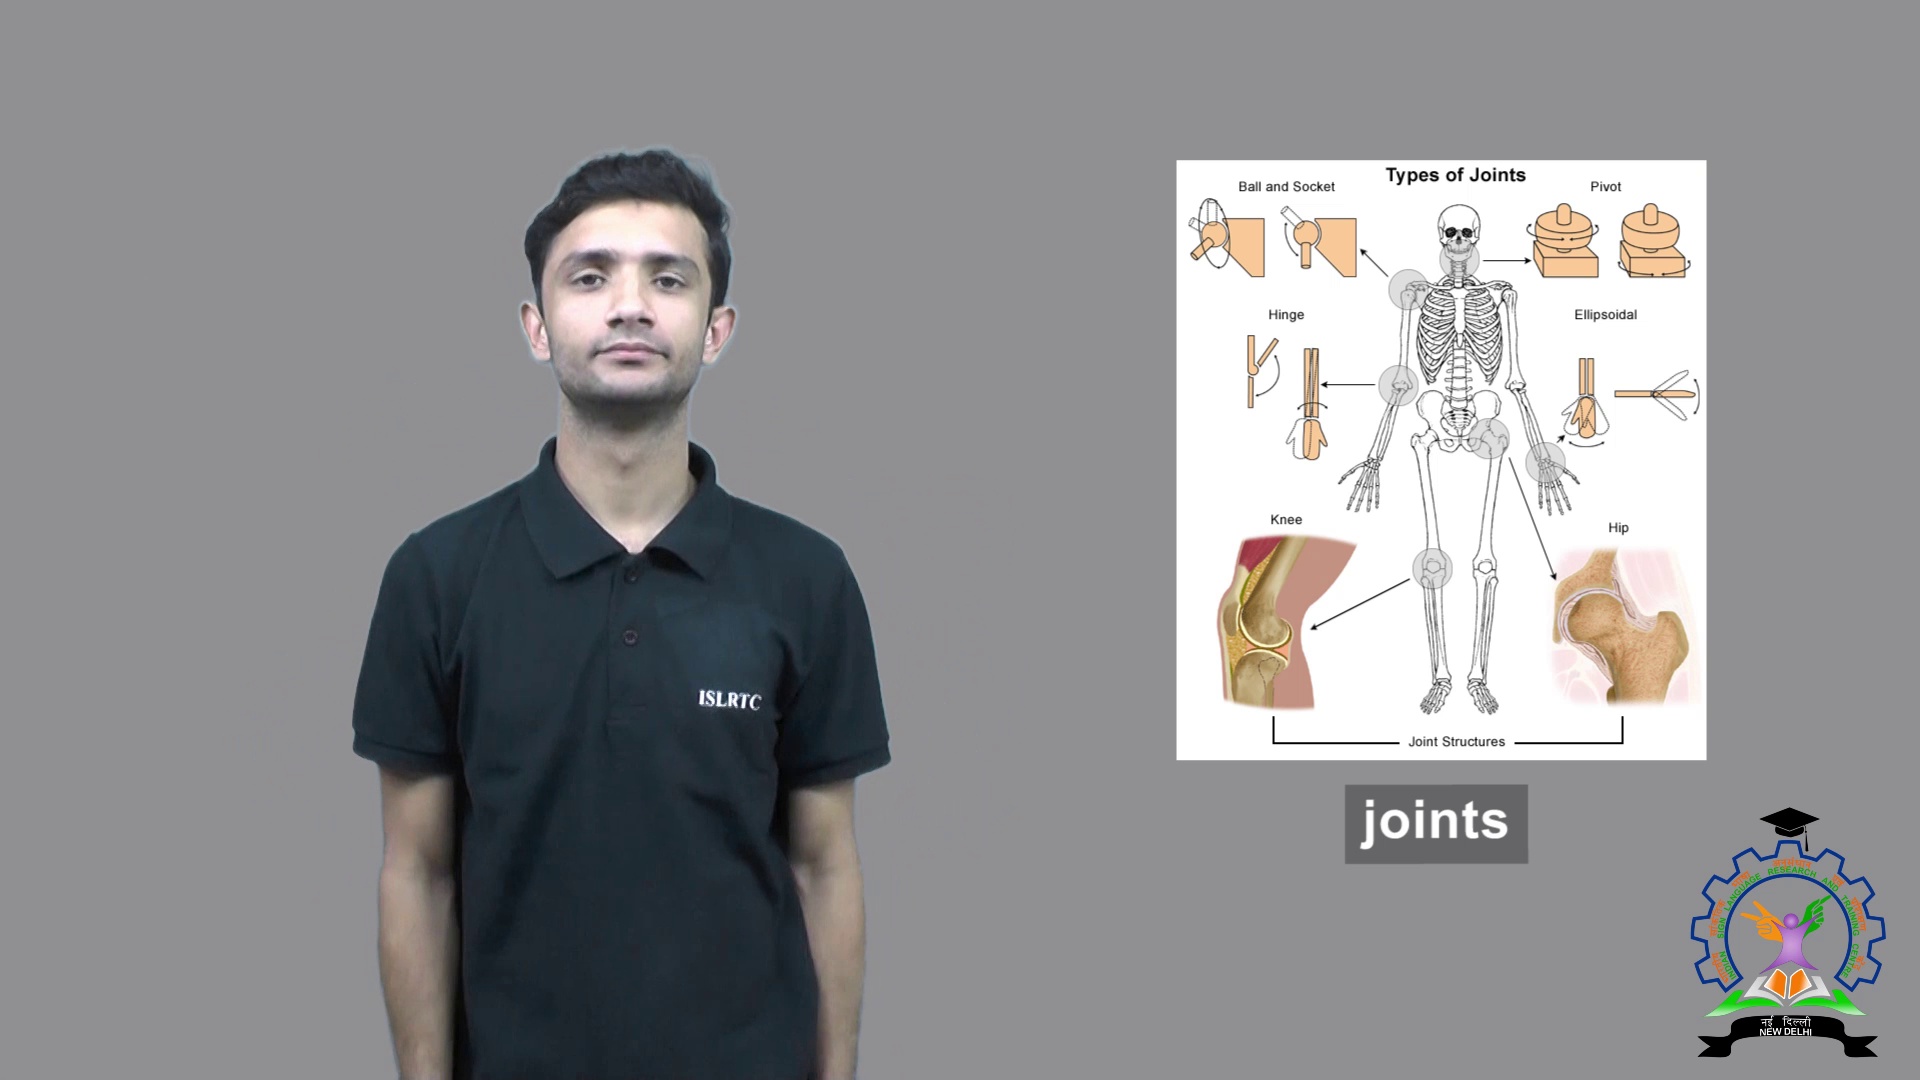 Types of Joints
Ball and Socket
Pivot
Hinge
Ellipsoidal
Knee
Hip
Joint Structures
joints
ISLRTC
INDIAN SIGN LANGUAGE RESEARCH AND TRAINING CENTRE
नई दिल्ली
NEW DELHI